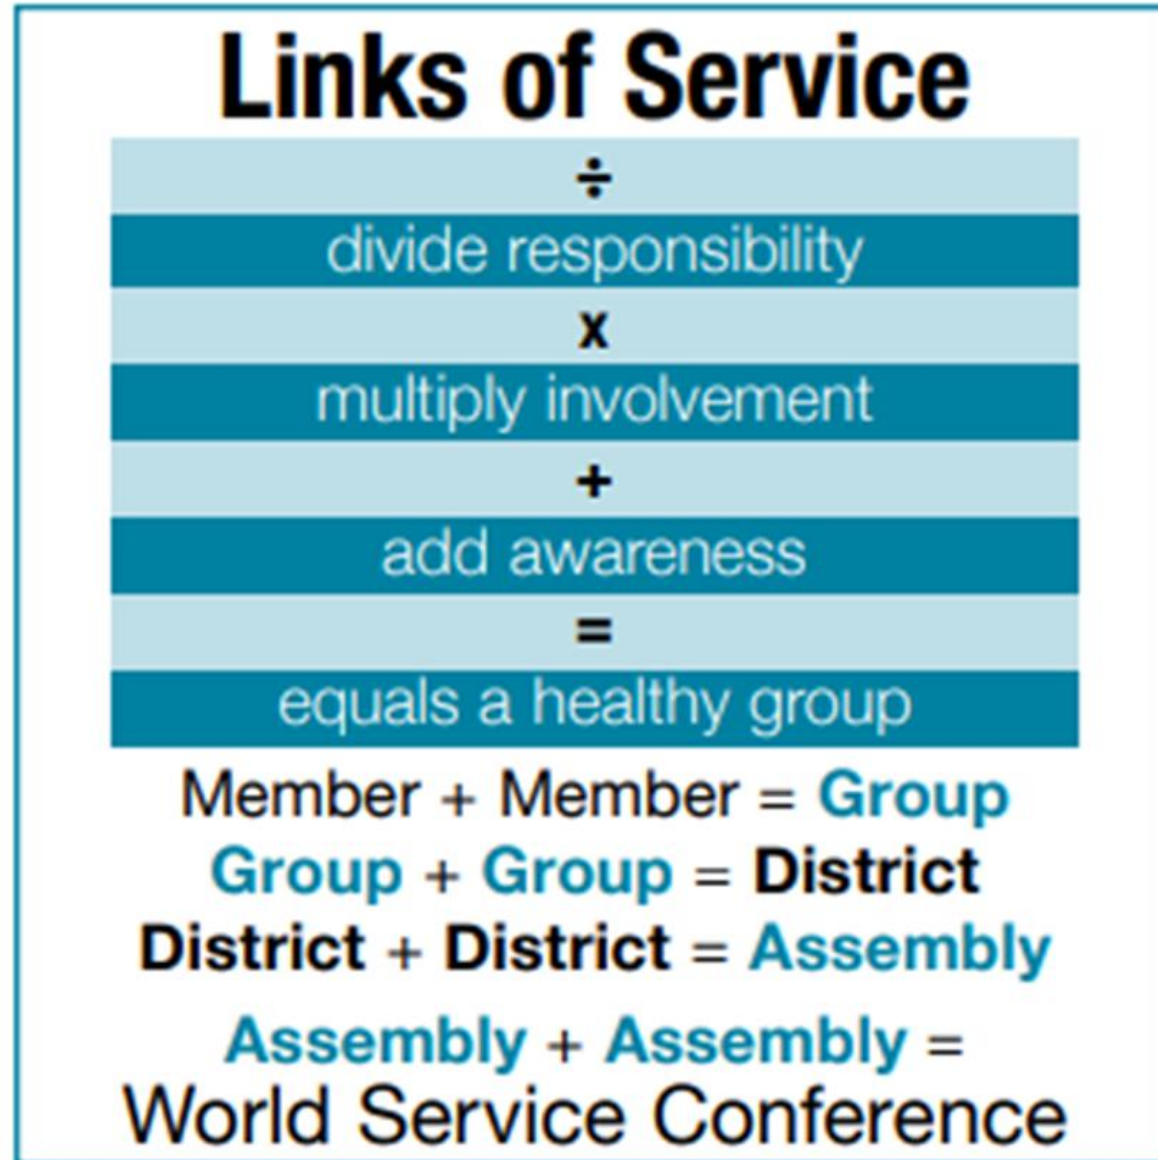 Links of Service
÷
divide responsibility
x
multiply involvement
+
add awareness
=
equals a healthy group
Member + Member = Group
Group + Group = District
District + District = Assembly
Assembly + Assembly =
World Service Conference